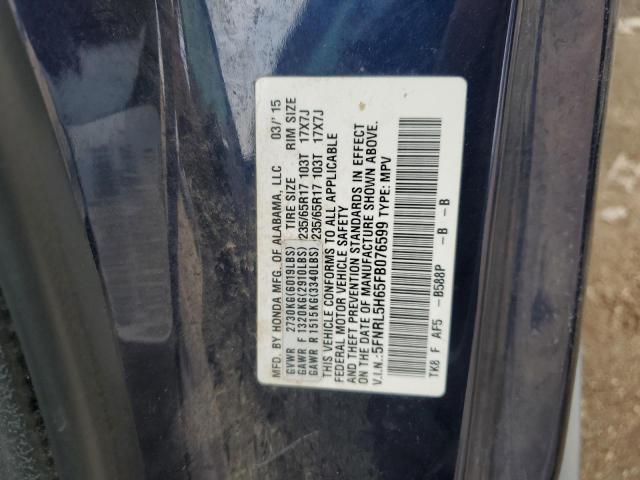 MFD. BY HONDA MFG. OF ALABAMA, LLC 03/'15
GVWR 2730KG(6019LBS) TIRE SIZE RIM SIZE
GAWR F 1320KG(2910LBS) 235/65R17 103T 17X7J
GAWR R 1515KG(3340LBS) 235/65R17 103T 17X7J
THIS VEHICLE CONFORMS TO ALL APPLICABLE
FEDERAL MOTOR VEHICLE SAFETY
AND THEFT PREVENTION STANDARDS IN EFFECT
ON THE DATE OF MANUFACTURE SHOWN ABOVE.
V.I.N.:5FNRL5H65FB076599 TYPE: MPV
TK8 F AF5 -B588P -B -B